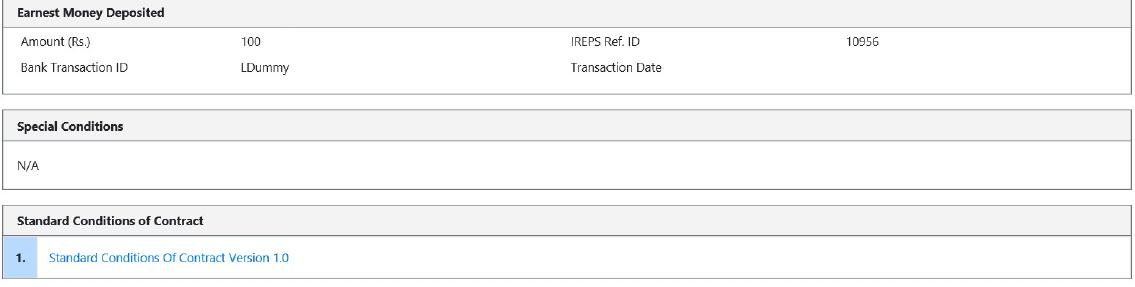 Earnest Money Deposited
Amount (Rs.) 100 IREPS Ref. ID 10956
Bank Transaction ID LDummy Transaction Date
Special Conditions
N/A
Standard Conditions of Contract
1. Standard Conditions Of Contract Version 1.0